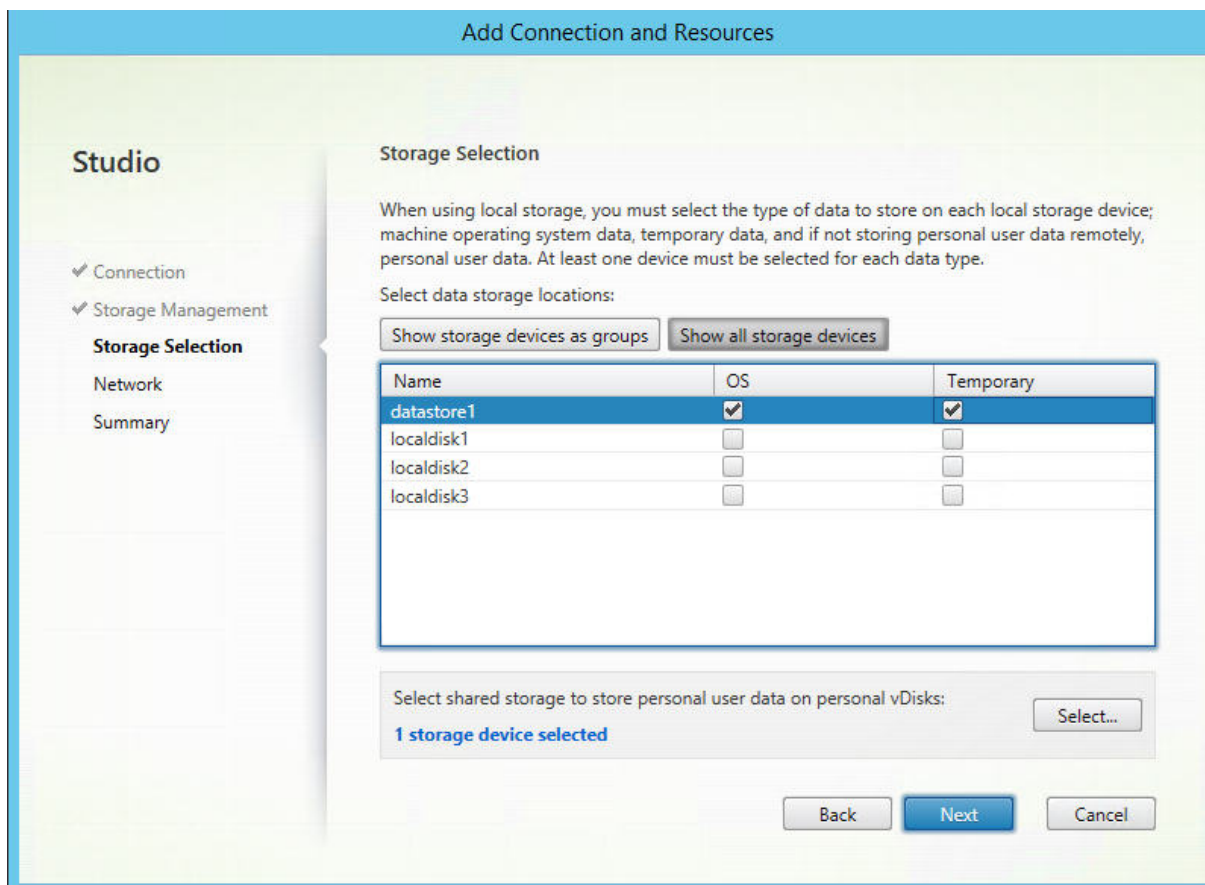 Add Connection and Resources
Studio
Connection
Storage Management
Storage Selection
Network
Summary
Storage Selection
When using local storage, you must select the type of data to store on each local storage device;
machine operating system data, temporary data, and if not storing personal user data remotely,
personal user data. At least one device must be selected for each data type.
Select data storage locations:
Show storage devices as groups Show all storage devices
Name OS Temporary
datastore1
localdisk1
localdisk2
localdisk3
Select shared storage to store personal user data on personal vDisks:
1 storage device selected
Select...
Back Next Cancel